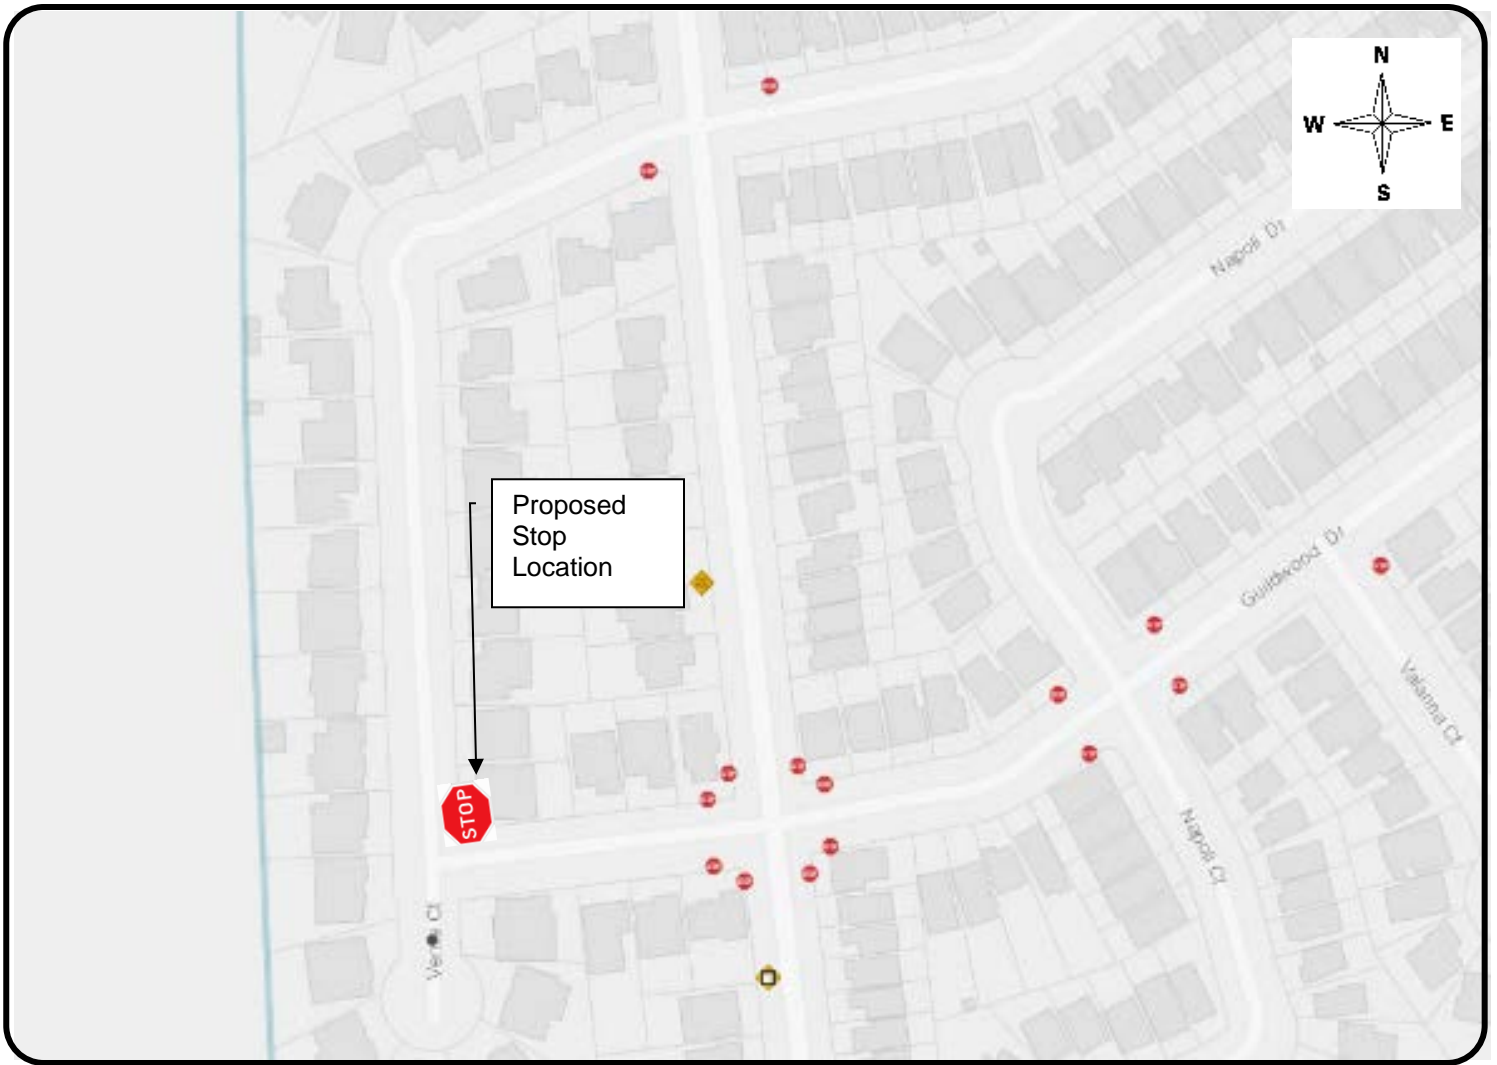 N
W E
S
Napoli Dr
Proposed
Stop
Location
Guildwood Dr
Valanna Ct
STOP
Napoli Ct